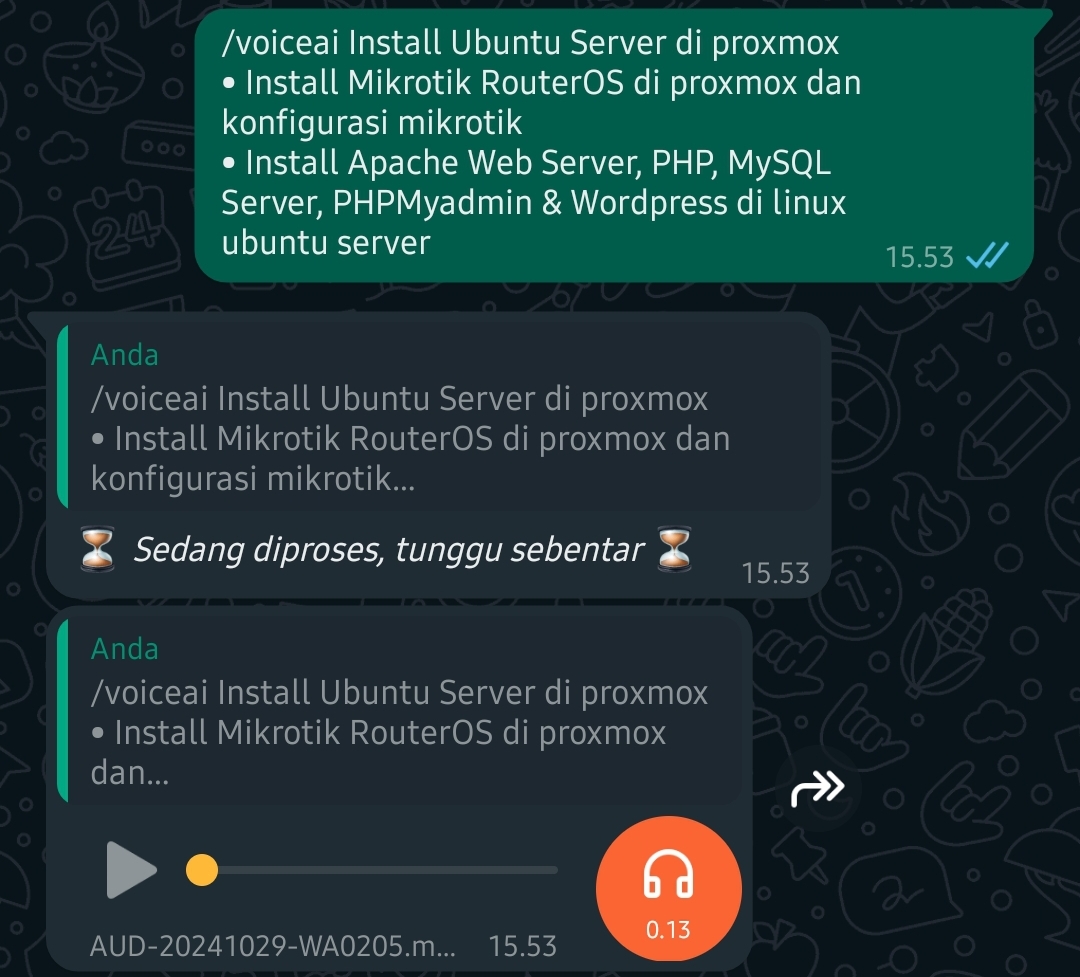 /voiceai Install Ubuntu Server di proxmox
• Install Mikrotik RouterOS di proxmox dan
konfigurasi mikrotik
• Install Apache Web Server, PHP, MySQL
Server, PHPMyadmin & Wordpress di linux
ubuntu server
15.53
Anda
/voiceai Install Ubuntu Server di proxmox
• Install Mikrotik RouterOS di proxmox dan
konfigurasi mikrotik...
⏳ Sedang diproses, tunggu sebentar ⏳
15.53
Anda
/voiceai Install Ubuntu Server di proxmox
• Install Mikrotik RouterOS di proxmox
dan...
0.13
AUD-20241029-WA0205.m... 15.53